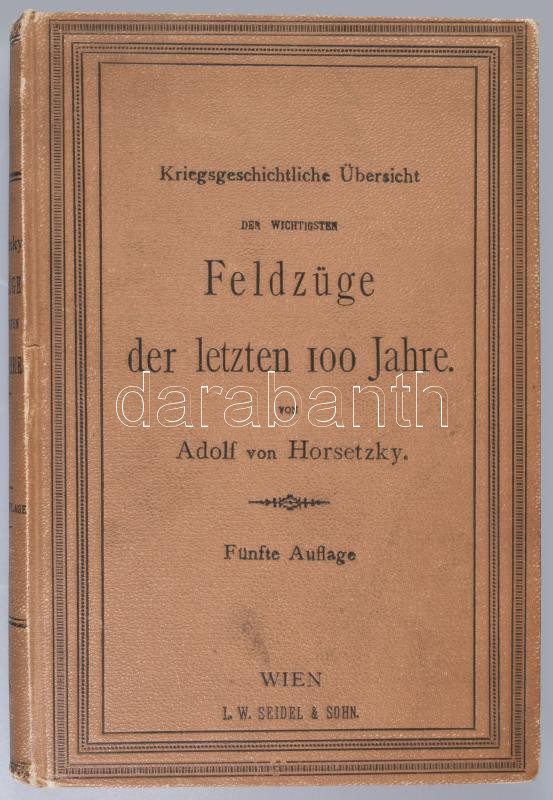 Kriegsgeschichtliche Übersicht
DER WICHTIGSTEN
Feldzüge
der letzten 100 Jahre.
darabanth
VON
Adolf von Horsetzky.
Fünfte Auflage
WIEN
L. W. SEIDEL & SOHN.